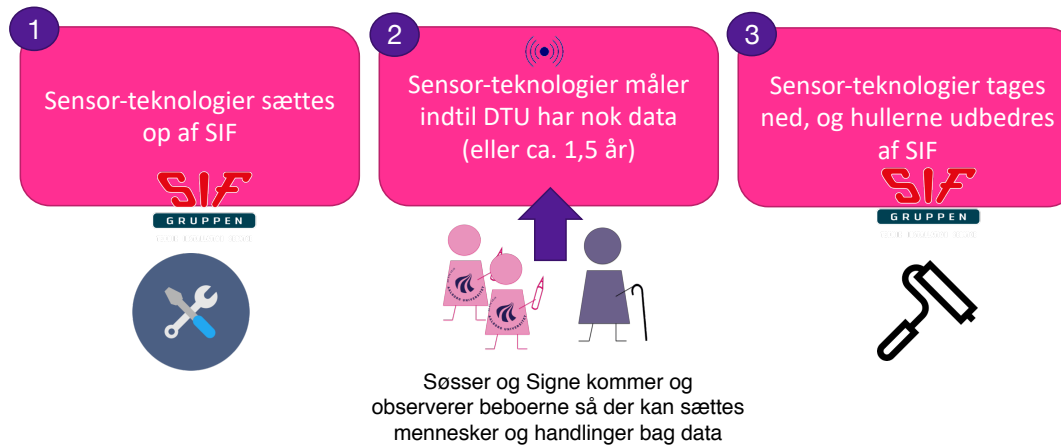 1
Sensor-teknologier sættes
op af SIF
SIF
GRUPPEN
2
Sensor-teknologier måler
indtil DTU har nok data
(eller ca. 1,5 år)
Søsser og Signe kommer og
observerer beboerne så der kan sættes
mennesker og handlinger bag data
3
Sensor-teknologier tages
ned, og hullerne udbedres
af SIF
SIF
GRUPPEN